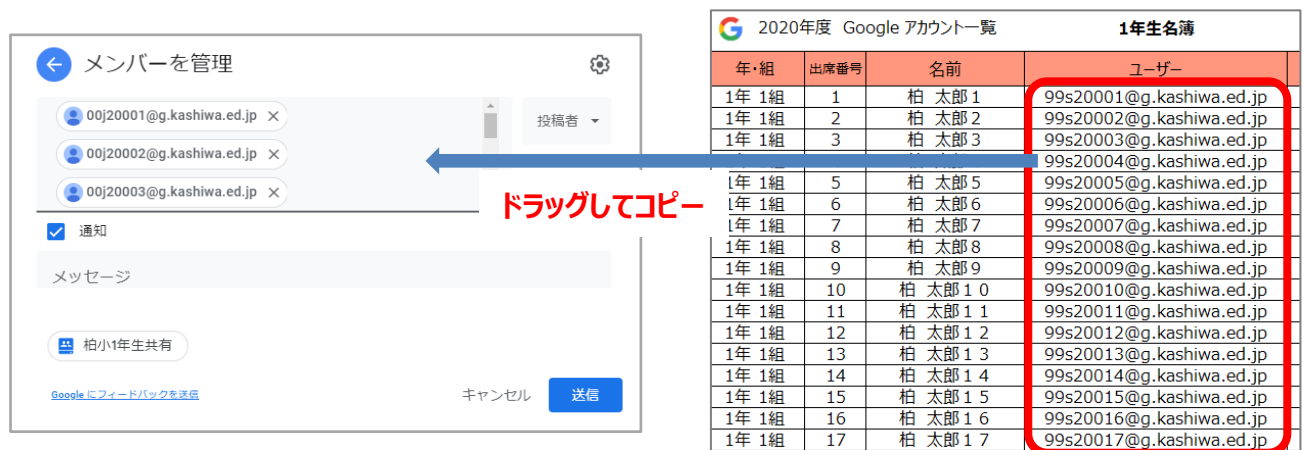 メンバーを管理
00j20001@g.kashiwa.ed.jp ×
投稿者
00j20002@g.kashiwa.ed.jp ×
00j20003@g.kashiwa.ed.jp ×
通知
メッセージ
柏小1年生共有
Google にフィードバックを送信
キャンセル 送信
ドラッグしてコピー
2020年度 Google アカウント一覧 1年生名簿
年・組 出席番号 名前 ユーザー
1年 1組 1 柏 太郎1 99s20001@g.kashiwa.ed.jp
1年 1組 2 柏 太郎2 99s20002@g.kashiwa.ed.jp
1年 1組 3 柏 太郎3 99s20003@g.kashiwa.ed.jp
99s20004@g.kashiwa.ed.jp
1年 1組 5 柏 太郎5 99s20005@g.kashiwa.ed.jp
1年 1組 6 柏 太郎6 99s20006@g.kashiwa.ed.jp
1年 1組 7 柏 太郎7 99s20007@g.kashiwa.ed.jp
1年 1組 8 柏 太郎8 99s20008@g.kashiwa.ed.jp
1年 1組 9 柏 太郎9 99s20009@g.kashiwa.ed.jp
1年 1組 10 柏 太郎10 99s20010@g.kashiwa.ed.jp
1年 1組 11 柏 太郎11 99s20011@g.kashiwa.ed.jp
1年 1組 12 柏 太郎12 99s20012@g.kashiwa.ed.jp
1年 1組 13 柏 太郎13 99s20013@g.kashiwa.ed.jp
1年 1組 14 柏 太郎14 99s20014@g.kashiwa.ed.jp
1年 1組 15 柏 太郎15 99s20015@g.kashiwa.ed.jp
1年 1組 16 柏 太郎16 99s20016@g.kashiwa.ed.jp
1年 1組 17 柏 太郎17 99s20017@g.kashiwa.ed.jp